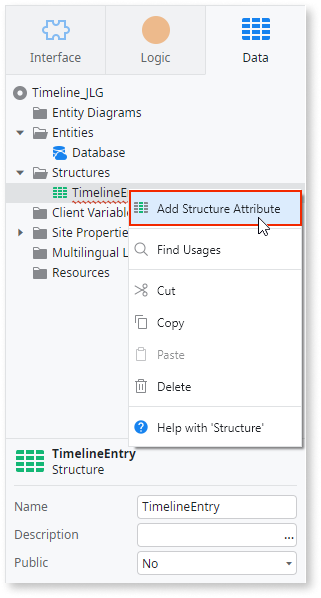 Interface
Logic
Data
Timeline_JLG
Entity Diagrams
Entities
Database
Structures
TimelineE
Add Structure Attribute
Client Variable
Site Propertie
Find Usages
Multilingual L
Resources
Cut
Copy
Paste
Delete
Help with 'Structure'
TimelineEntry
Structure
Name TimelineEntry
Description ...
Public No